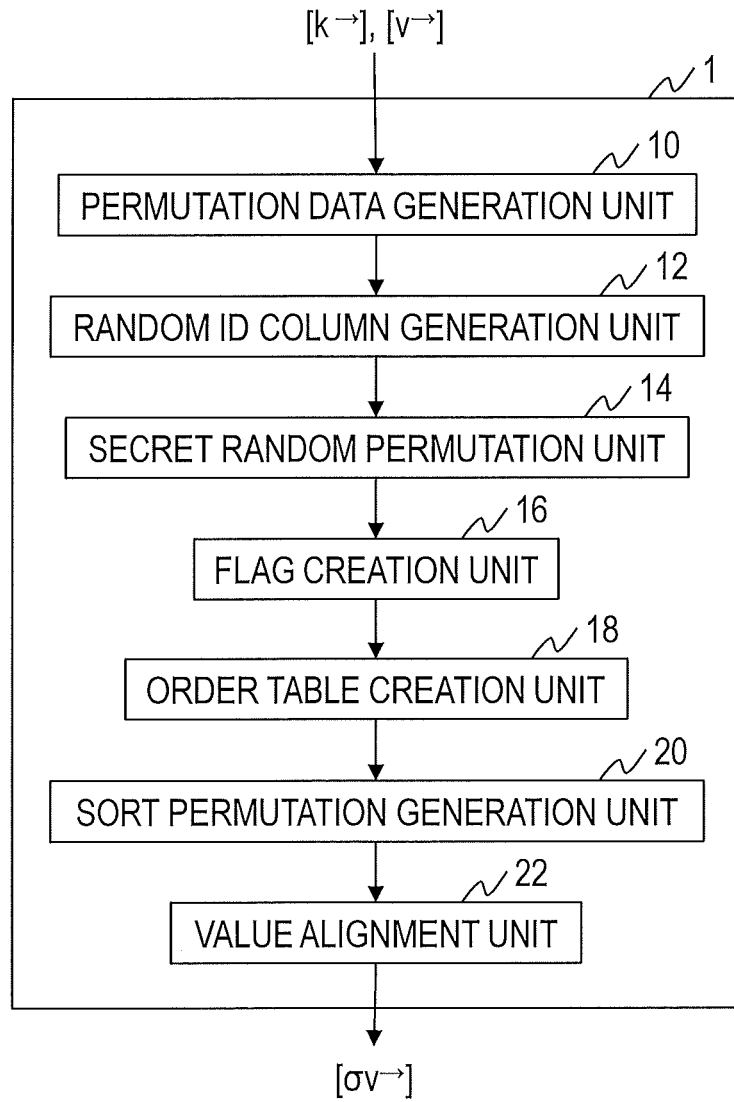 [k→], [v→]
1
10
PERMUTATION DATA GENERATION UNIT
12
RANDOM ID COLUMN GENERATION UNIT
14
SECRET RANDOM PERMUTATION UNIT
16
FLAG CREATION UNIT
18
ORDER TABLE CREATION UNIT
20
SORT PERMUTATION GENERATION UNIT
22
VALUE ALIGNMENT UNIT
[σv→]